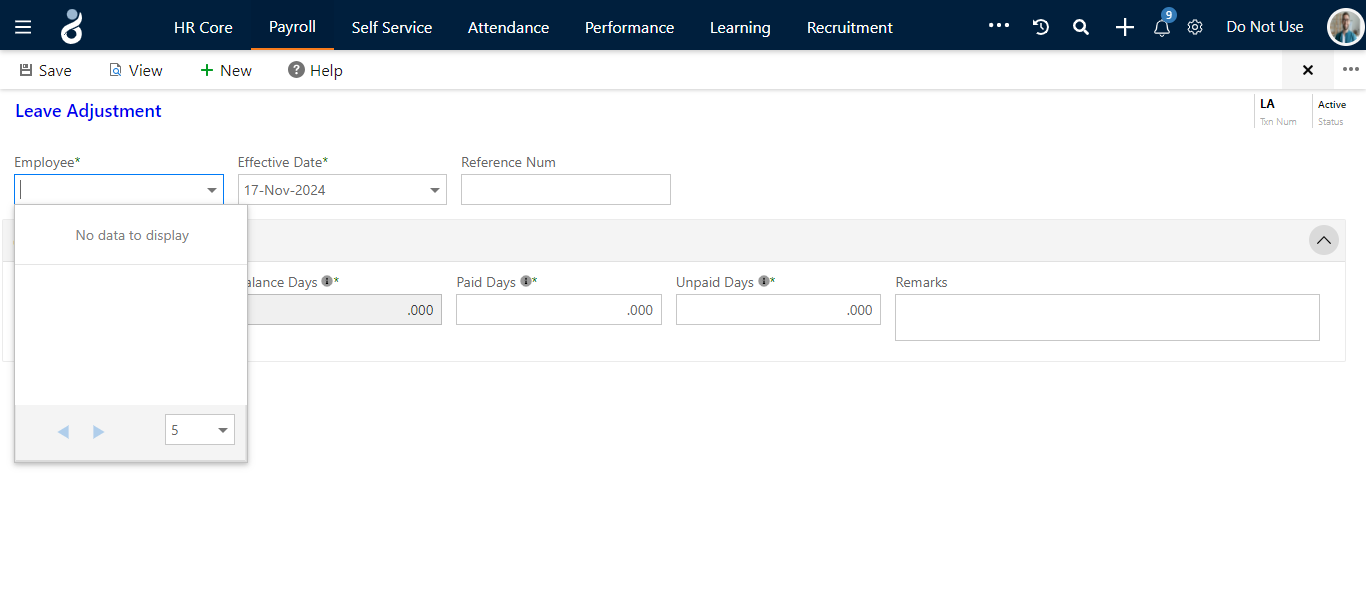 HR Core
Payroll
Self Service
Attendance
Performance
Learning
Recruitment
9
Do Not Use
Save
View
New
Help
Leave Adjustment
LA
Txn Num
Active
Status
Employee*
Effective Date*
Reference Num
17-Nov-2024
No data to display
alance Days *
Paid Days *
Unpaid Days *
Remarks
.000
.000
.000
5